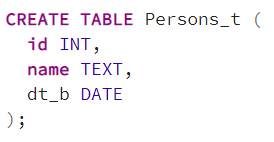 CREATE TABLE Persons_t (
  id INT,
  name TEXT,
  dt_b DATE
);